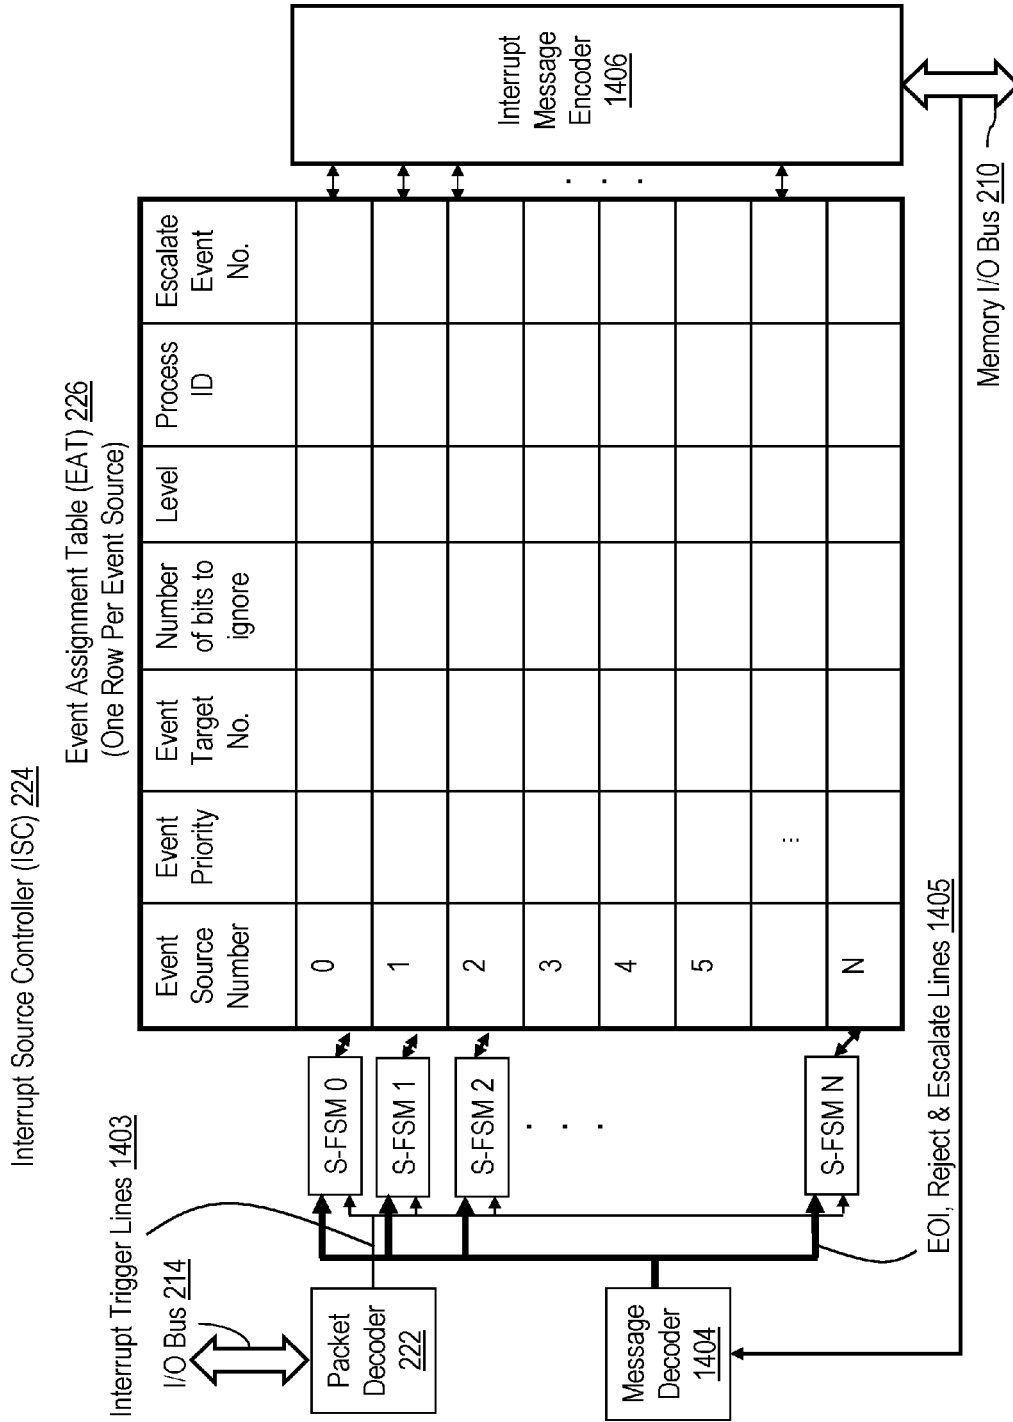 Interrupt Source Controller (ISC) 224
Event Assignment Table (EAT) 226
(One Row Per Event Source)
Interrupt Trigger Lines 1403
I/O Bus 214
Packet
Decoder
222
Message
Decoder
1404
S-FSM 0
S-FSM 1
S-FSM 2
. . .
S-FSM N
EOI, Reject & Escalate Lines 1405
Event
Source
Number
Event
Priority
Event
Target
No.
Number
of bits to
ignore
Level
Process
ID
Escalate
Event
No.
0
1
2
3
4
5
...
N
. . .
Interrupt
Message
Encoder
1406
Memory I/O Bus 210